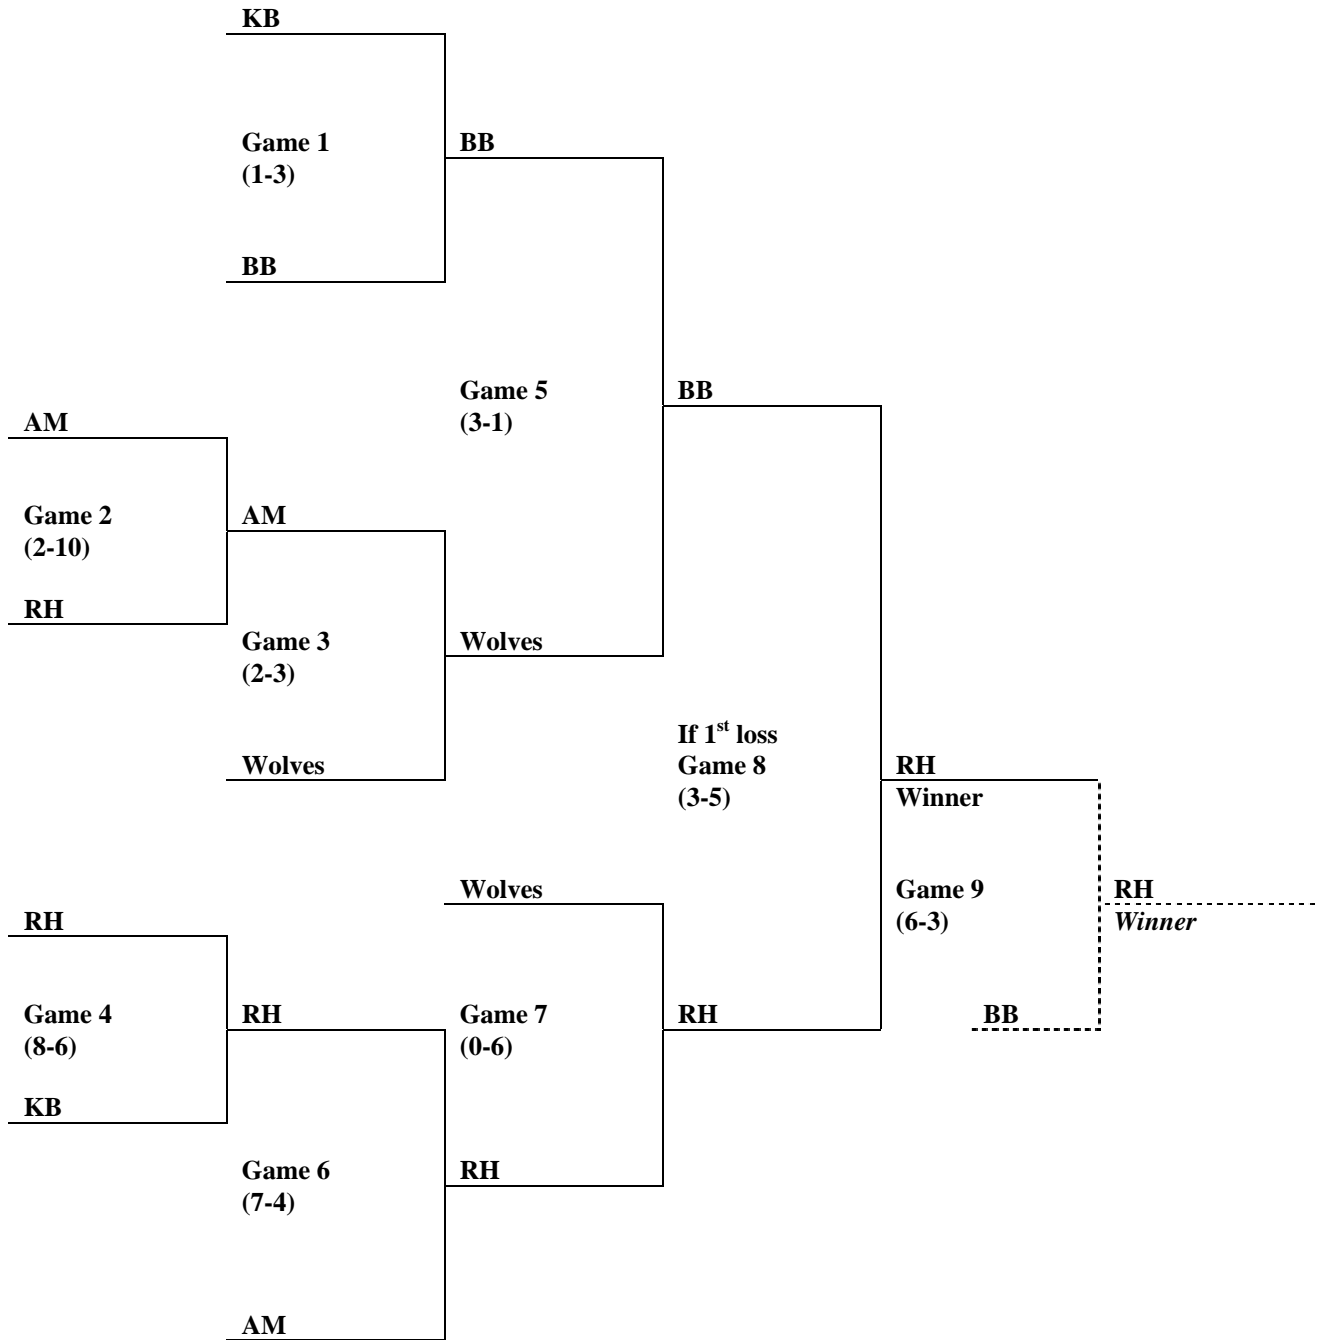 KB
Game 1
(1-3)
BB
BB
Game 5
(3-1)
BB
AM
Game 2
(2-10)
AM
RH
Game 3
(2-3)
Wolves
Wolves
If 1st loss
Game 8
(3-5)
RH
Winner
Wolves
Game 9
(6-3)
RH
Winner
RH
Game 4
(8-6)
RH
Game 7
(0-6)
RH
BB
KB
Game 6
(7-4)
RH
AM